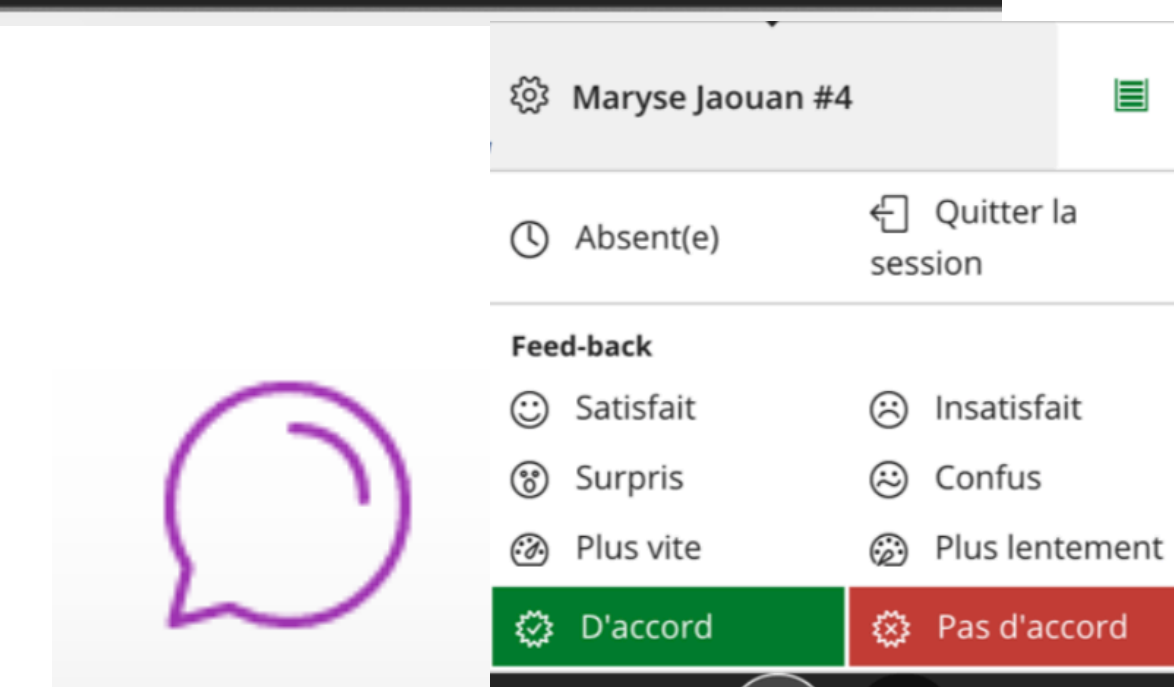 Maryse Jaouan #4
Absent(e)
Quitter la
session
Feed-back
Satisfait
Insatisfait
Surpris
Confus
Plus vite
Plus lentement
D'accord
Pas d'accord